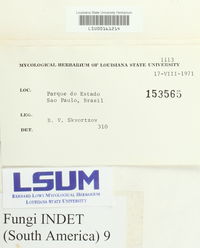 Louisiana State University Herbarium
1113
MYCOLOGICAL HERBARIUM OF LOUISIANA STATE UNIVERSITY
17-VIII-1971
LOC. Parque do Estado 153565
Sao Paulo, Brasil
LEG. B. V. Skvortzov
DET. 310
LSUM
BERNARD LOWY MYCOLOGICAL HERBARIUM
LOUISIANA STATE UNIVERSITY
Fungi INDET
(South America) 9